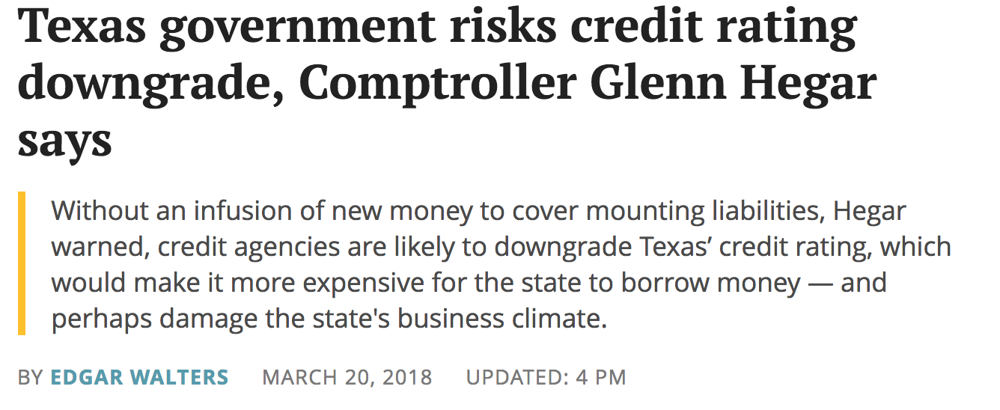 Texas government risks credit rating
downgrade, Comptroller Glenn Hegar
says
Without an infusion of new money to cover mounting liabilities, Hegar
warned, credit agencies are likely to downgrade Texas’ credit rating, which
would make it more expensive for the state to borrow money — and
perhaps damage the state's business climate.
BY EDGAR WALTERS MARCH 20, 2018 UPDATED: 4 PM